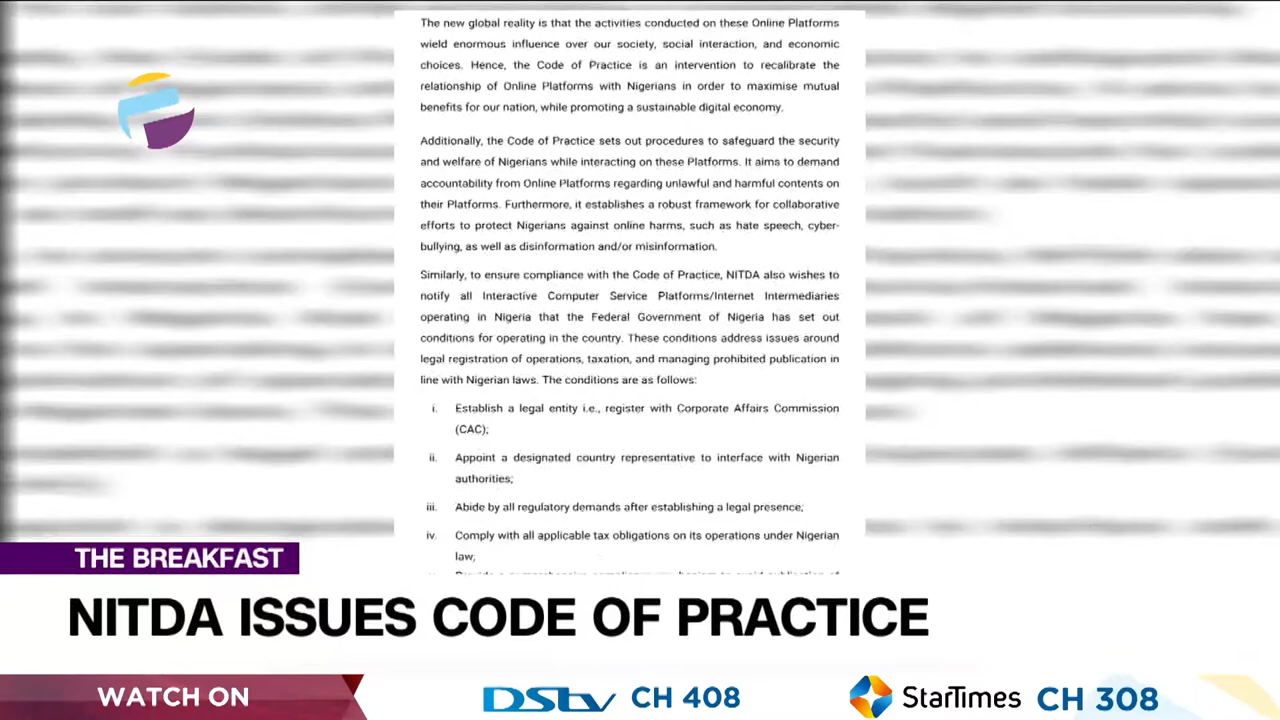 The new global reality is that the activities conducted on these Online Platforms
wield enormous influence over our society, social interaction, and economic
choices. Hence, the Code of Practice is an intervention to recalibrate the
relationship of Online Platforms with Nigerians in order to maximise mutual
benefits for our nation, while promoting a sustainable digital economy.
Additionally, the Code of Practice sets out procedures to safeguard the security
and welfare of Nigerians while interacting on these Platforms. It aims to demand
accountability from Online Platforms regarding unlawful and harmful contents on
their Platforms. Furthermore, it establishes a robust framework for collaborative
efforts to protect Nigerians against online harms, such as hate speech, cyber-
bullying, as well as disinformation and/or misinformation.
Similarly, to ensure compliance with the Code of Practice, NITDA also wishes to
notify all Interactive Computer Service Platforms/Internet Intermediaries
operating in Nigeria that the Federal Government of Nigeria has set out
conditions for operating in the country. These conditions address issues around
legal registration of operations, taxation, and managing prohibited publication in
line with Nigerian laws. The conditions are as follows:
i. Establish a legal entity i.e., register with Corporate Affairs Commission
(CAC);
ii. Appoint a designated country representative to interface with Nigerian
authorities;
iii. Abide by all regulatory demands after establishing a legal presence;
iv. Comply with all applicable tax obligations on its operations under Nigerian
law;
THE BREAKFAST
NITDA ISSUES CODE OF PRACTICE
WATCH ON DStv CH 408 StarTimes CH 308